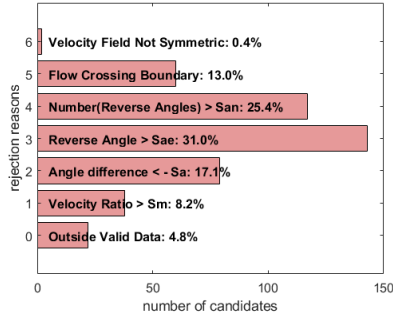 6 Velocity Field Not Symmetric: 0.4%
5 Flow Crossing Boundary: 13.0%
4 Number(Reverse Angles) > San: 25.4%
3 Reverse Angle > Sae: 31.0%
2 Angle difference < - Sa: 17.1%
1 Velocity Ratio > Sm: 8.2%
0 Outside Valid Data: 4.8%
rejection reasons
0 50 100 150
number of candidates